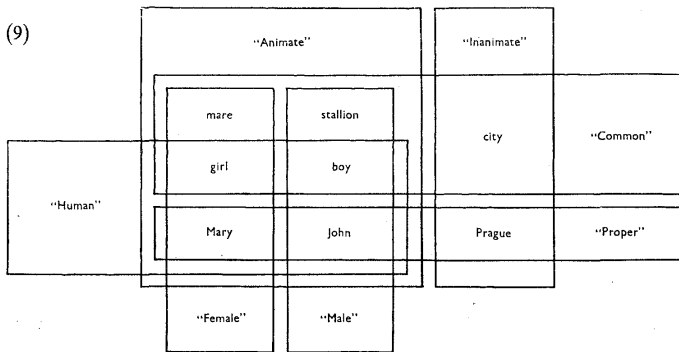 (9)
"Animate" "Inanimate"
mare stallion
city "Common"
girl boy
"Human"
Mary John Prague "Proper"
"Female" "Male"